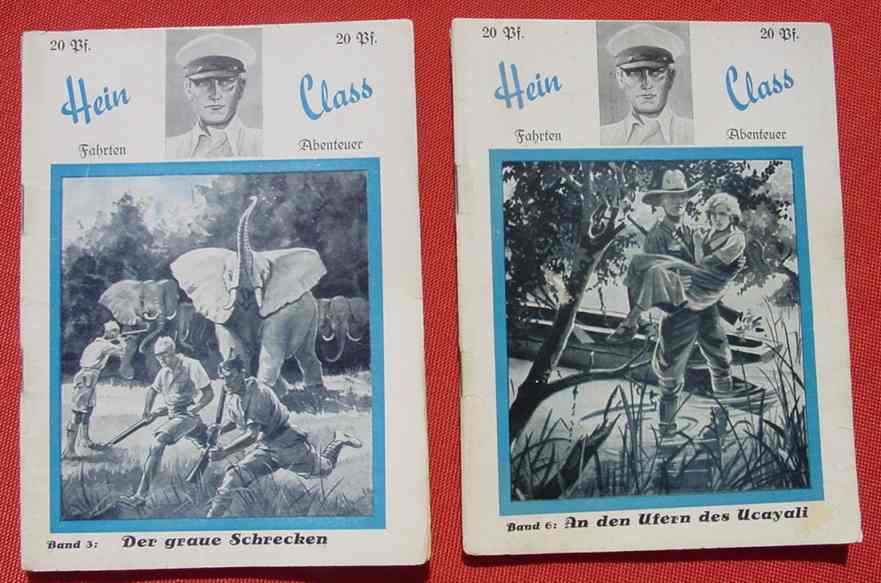 20 Pf. 20 Pf.
Hein Class
Fahrten Abenteuer
Band 3: Der graue Schrecken
20 Pf. 20 Pf.
Hein Class
Fahrten Abenteuer
Band 6: An den Ufern des Ucayali